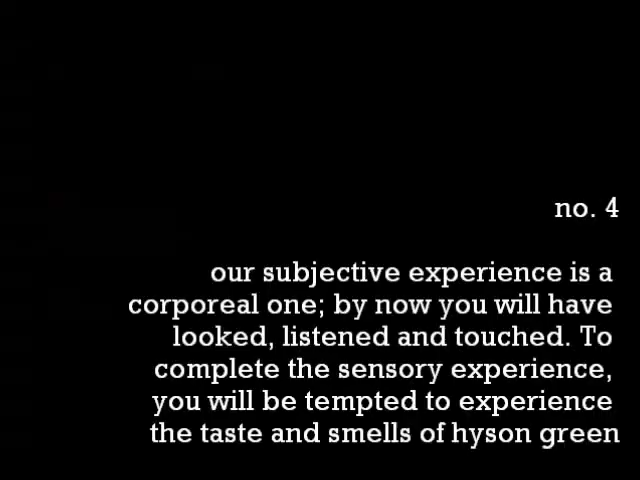 no. 4
our subjective experience is a
corporeal one; by now you will have
looked, listened and touched. To
complete the sensory experience,
you will be tempted to experience
the taste and smells of hyson green